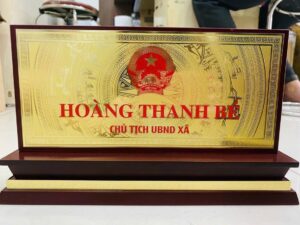 HOÀNG THANH BÉ
CHỦ TỊCH UBND XÃ